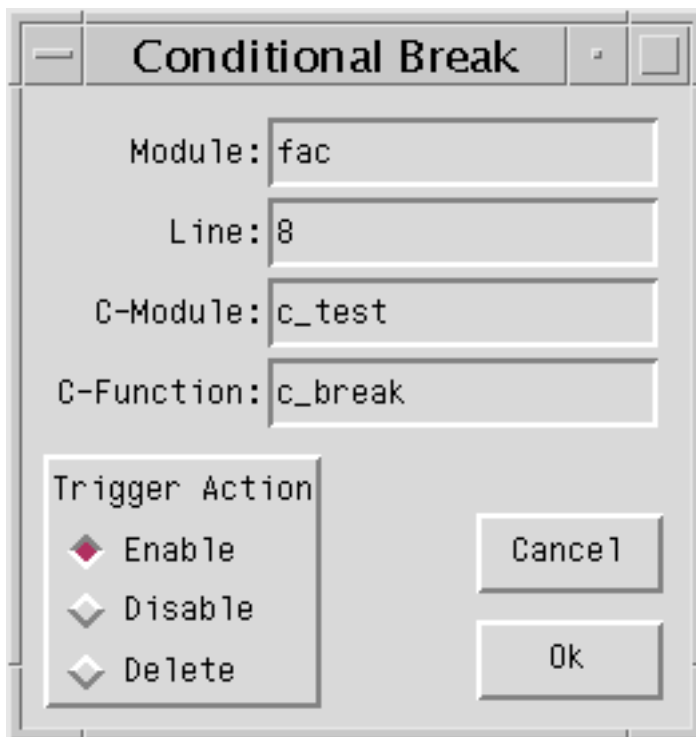 Conditional Break
Module: fac
Line: 8
C-Module: c_test
C-Function: c_break
Trigger Action
Enable
Cancel
Disable
Delete
Ok